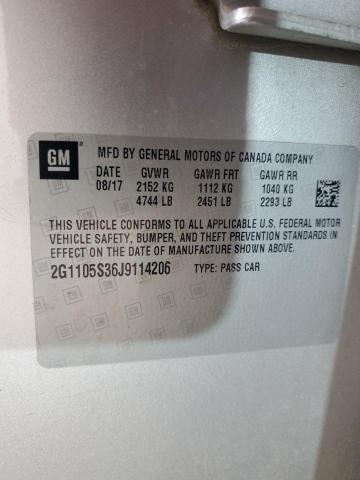 GM MFD BY GENERAL MOTORS OF CANADA COMPANY
DATE GVWR GAWR FRT GAWR RR
08/17 2152 KG 1112 KG 1040 KG
4744 LB 2451 LB 2293 LB
THIS VEHICLE CONFORMS TO ALL APPLICABLE U.S. FEDERAL MOTOR
VEHICLE SAFETY, BUMPER, AND THEFT PREVENTION STANDARDS
IN EFFECT ON THE DATE OF MANUFACTURE SHOWN ABOVE.
2G1105S36J9114206 TYPE: PASS CAR